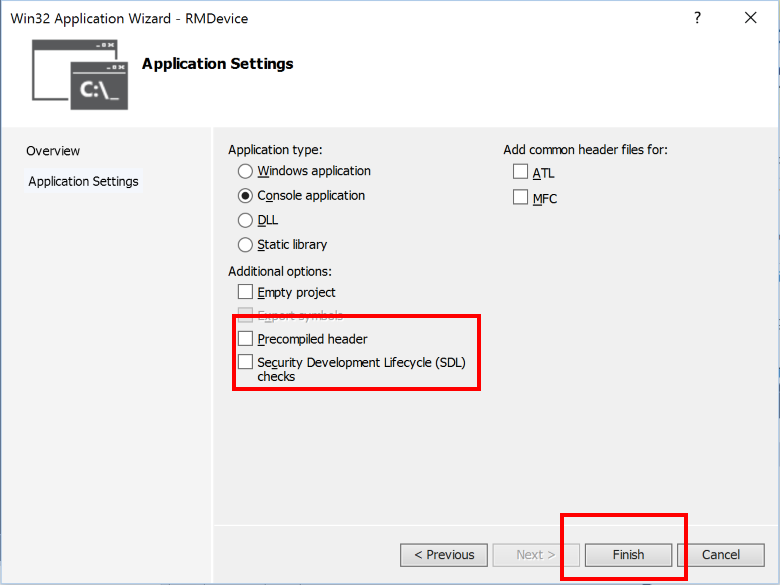 Win32 Application Wizard - RMDevice
?
C:\_
Application Settings
Overview
Application Settings
Application type:
Windows application
Console application
DLL
Static library
Additional options:
Empty project
Export symbols
Precompiled header
Security Development Lifecycle (SDL)
checks
Add common header files for:
ATL
MFC
< Previous
Next >
Finish
Cancel